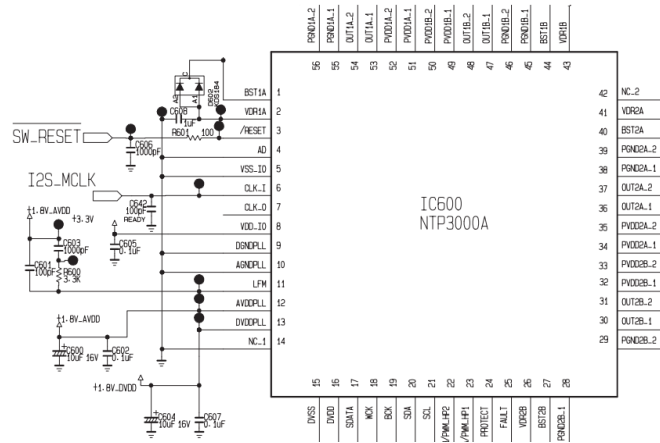 PGND1A_2
PGND1A_1
OUT1A_2
OUT1A_1
PVDD1A_2
PVDD1A_1
PVDD1B_2
PVDD1B_1
OUT1B_2
OUT1B_1
PGND1B_2
PGND1B_1
BST1B
VDR1B
56
55
54
53
52
51
50
49
48
47
46
45
44
43
BST1A 1
VDR1A 2
/RESET 3
AD 4
VSS_IO 5
CLK_I 6
CLK_O 7
VDD_IO 8
DGNDPLL 9
AGNDPLL 10
LFM 11
AVDDPLL 12
DVDDPLL 13
NC_1 14
C
A2
A1
D602
KDS184
C608
1uF
R601 100
SW_RESET
C606
1000pF
I2S_MCLK
C642
100pF
READY
+1.8V_AVDD
+3.3V
C603
1000pF
C605
0.1uF
C601
100pF
R600
3.3K
+1.8V_AVDD
C600
10uF 16V
C602
0.1uF
+1.8V_DVDD
C604
10uF 16V
C607
0.1uF
IC600
NTP3000A
42 NC_2
41 VDR2A
40 BST2A
39 PGND2A_2
38 PGND2A_1
37 OUT2A_2
36 OUT2A_1
35 PVDD2A_2
34 PVDD2A_1
33 PVDD2B_2
32 PVDD2B_1
31 OUT2B_2
30 OUT2B_1
29 PGND2B_2
15
16
17
18
19
20
21
22
23
24
25
26
27
28
DVSS
DVDD
SDATA
WCK
BCK
SDA
SCL
/PWM_HP2
/PWM_HP1
PROTECT
FAULT
VDR2B
BST2B
PGND2B_1